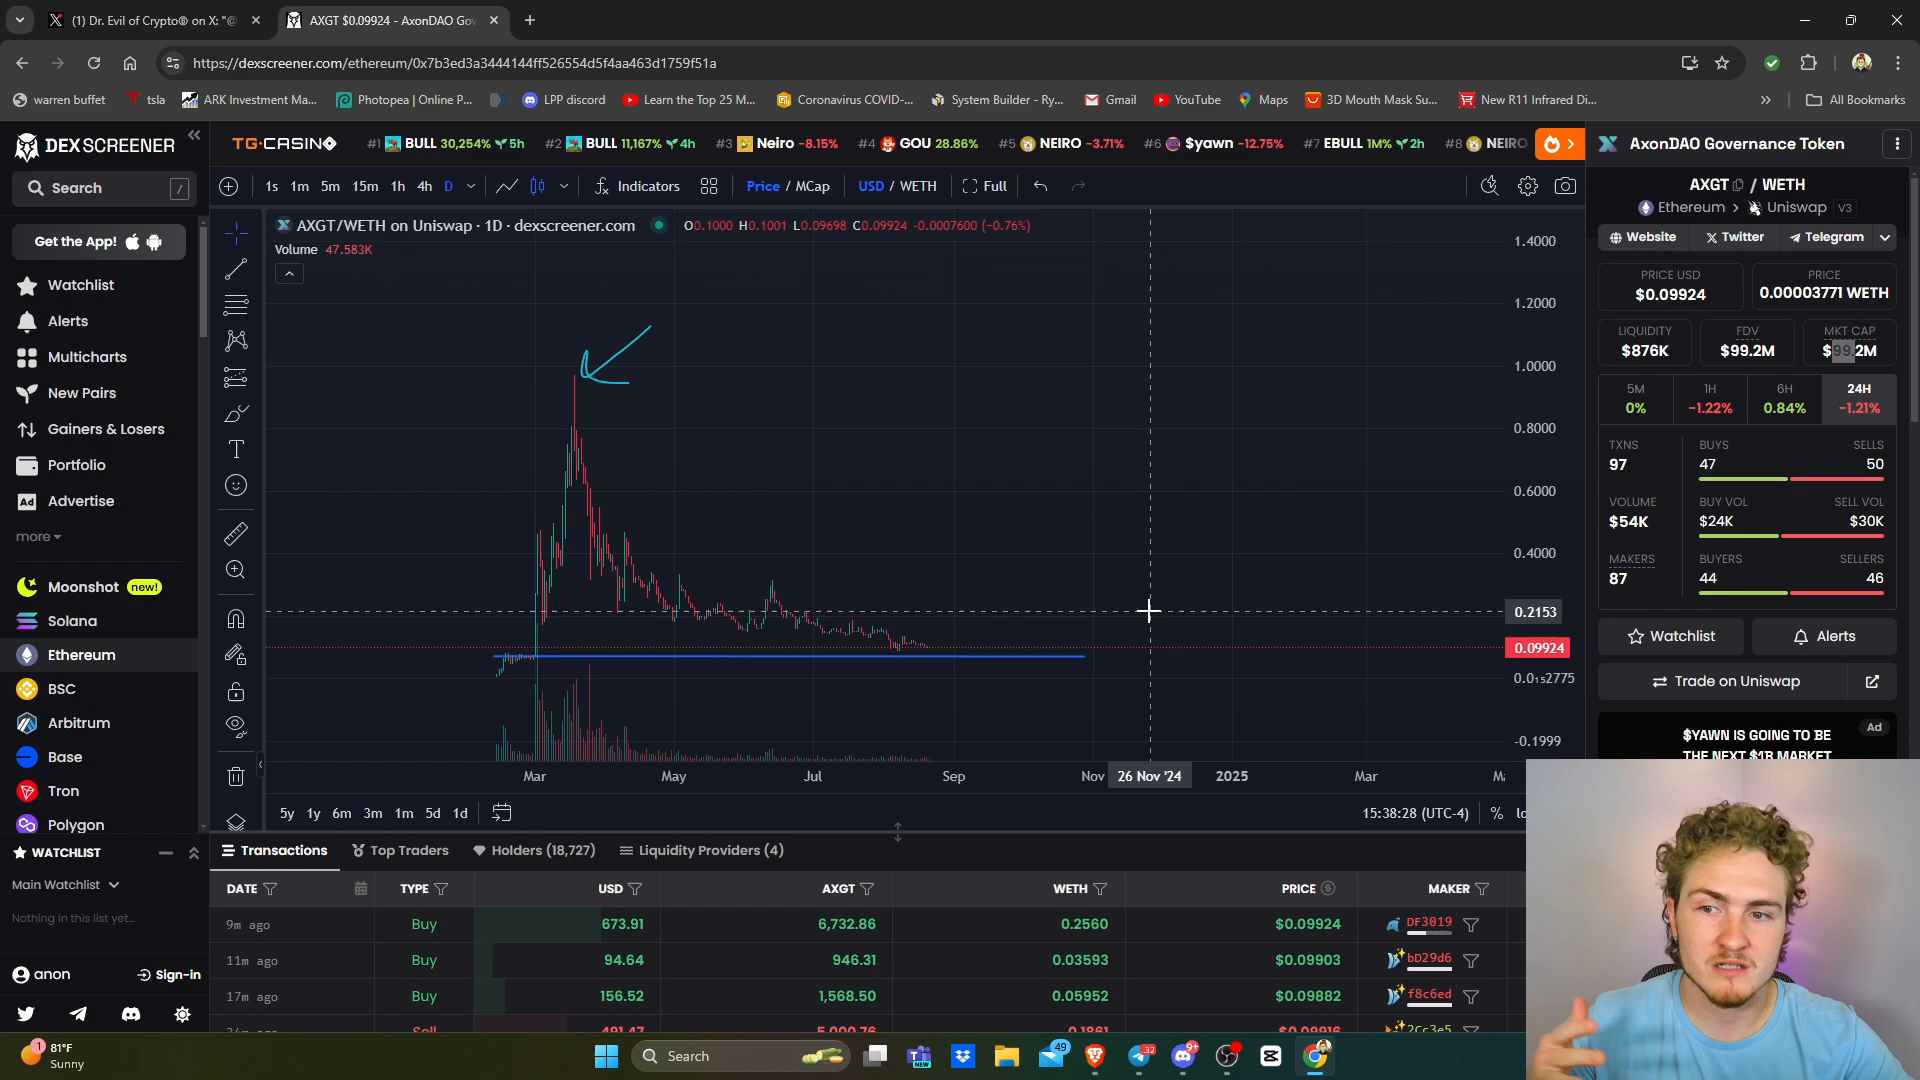 (1) Dr. Evil of Crypto® on X: "@
AXGT $0.09924 - AxonDAO Gov
https://dexscreener.com/ethereum/0x7b3ed3a3444144ff526554d5f4aa463d1759f51a
warren buffet
tsla
ARK Investment Ma...
Photopea | Online P...
LPP discord
Learn the Top 25 M...
Coronavirus COVID-...
System Builder - Ry...
Gmail
YouTube
Maps
3D Mouth Mask Su...
New R11 Infrared Di...
All Bookmarks
DEXSCREENER
TG·CASINO
#1 BULL 30,254% 5h
#2 BULL 11,167% 4h
#3 Neiro -8.15%
#4 GOU 28.86%
#5 NEIRO -3.71%
#6 $yawn -12.75%
#7 EBULL 1M% 2h
#8 NEIRO
AxonDAO Governance Token
Search /
1s 1m 5m 15m 1h 4h D
Indicators
Price / MCap
USD / WETH
Full
AXGT / WETH
Ethereum > Uniswap V3
Get the App!
Watchlist
Alerts
Multicharts
New Pairs
Gainers & Losers
Portfolio
Ad Advertise
more
Moonshot new!
Solana
Ethereum
BSC
Arbitrum
Base
Tron
Polygon
WATCHLIST
Main Watchlist
Nothing in this list yet...
anon
Sign-in
AXGT/WETH on Uniswap · 1D · dexscreener.com
O0.1000 H0.1001 L0.09698 C0.09924 -0.0007600 (-0.76%)
Volume 47.583K
1.4000
1.2000
1.0000
0.8000
0.6000
0.4000
0.2153
0.09924
0.0₁₅2775
-0.1999
Mar
May
Jul
Sep
Nov
26 Nov '24
2025
Mar
5y 1y 6m 3m 1m 5d 1d
15:38:28 (UTC-4)
%
Website
Twitter
Telegram
PRICE USD
$0.09924
PRICE
0.00003771 WETH
LIQUIDITY
$876K
FDV
$99.2M
MKT CAP
$99.2M
5M
0%
1H
-1.22%
6H
0.84%
24H
-1.21%
TXNS
97
BUYS
47
SELLS
50
VOLUME
$54K
BUY VOL
$24K
SELL VOL
$30K
MAKERS
87
BUYERS
44
SELLERS
46
Watchlist
Alerts
Trade on Uniswap
Ad
$YAWN IS GOING TO BE
THE NEXT $1B MARKET
Transactions
Top Traders
Holders (18,727)
Liquidity Providers (4)
DATE TYPE USD AXGT WETH PRICE MAKER
9m ago Buy 673.91 6,732.86 0.2560 $0.09924 DF3019
11m ago Buy 94.64 946.31 0.03593 $0.09903 bD29d6
17m ago Buy 156.52 1,568.50 0.05952 $0.09882 f8c6ed
Sell 491.47 5,000.76 0.1861 $0.09916 2Cc3e5
1
81°F
Sunny
Search
NEW
49
32
9+